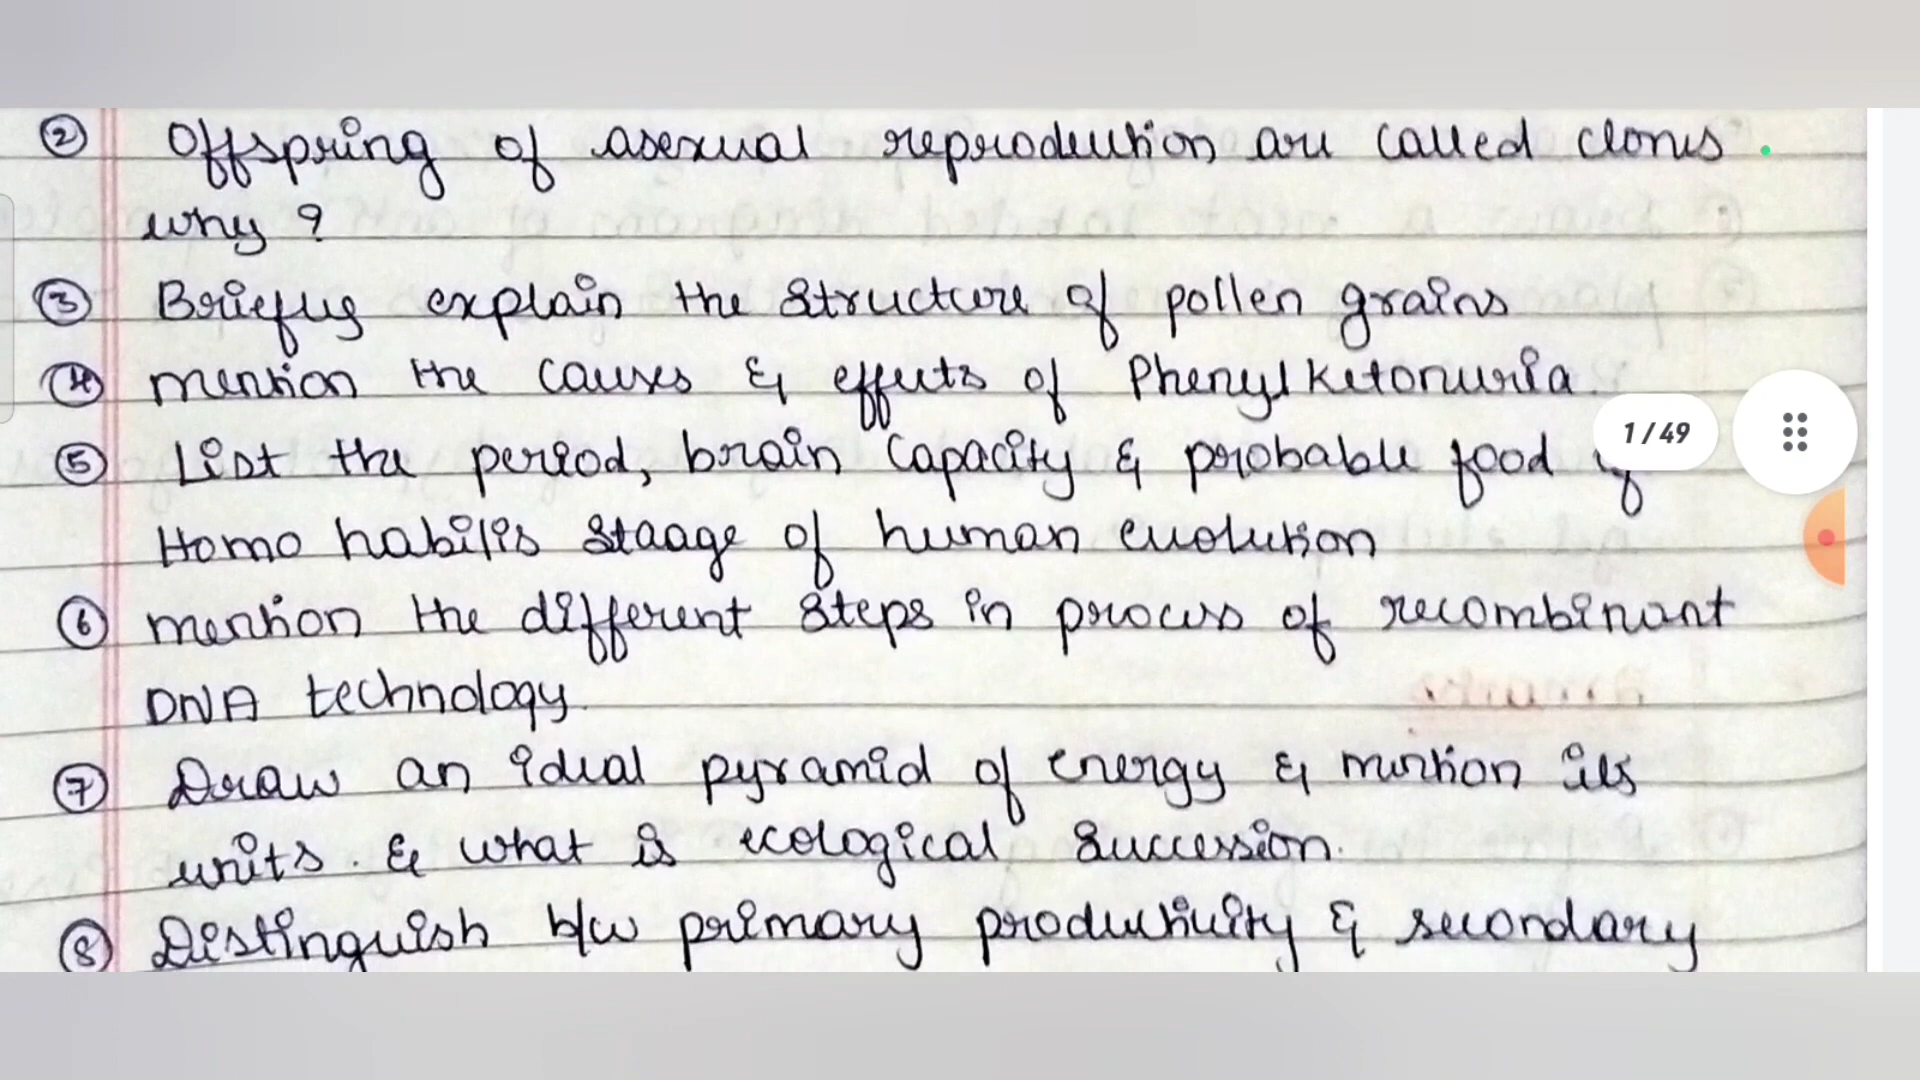 ② Offspring of asexual reproduction are called clones.
why ?
③ Briefly explain the structure of pollen grains
④ mention the causes & effects of Phenylketonuria.
1/49
⑤ List the period, brain capacity & probable food of
Homo habilis staage of human evolution
⑥ mention the different steps in process of recombinant
DNA technology.
⑦ Draw an ideal pyramid of energy & mention its
units. & what is ecological succession.
⑧ Distinguish b/w primary productivity & secondary